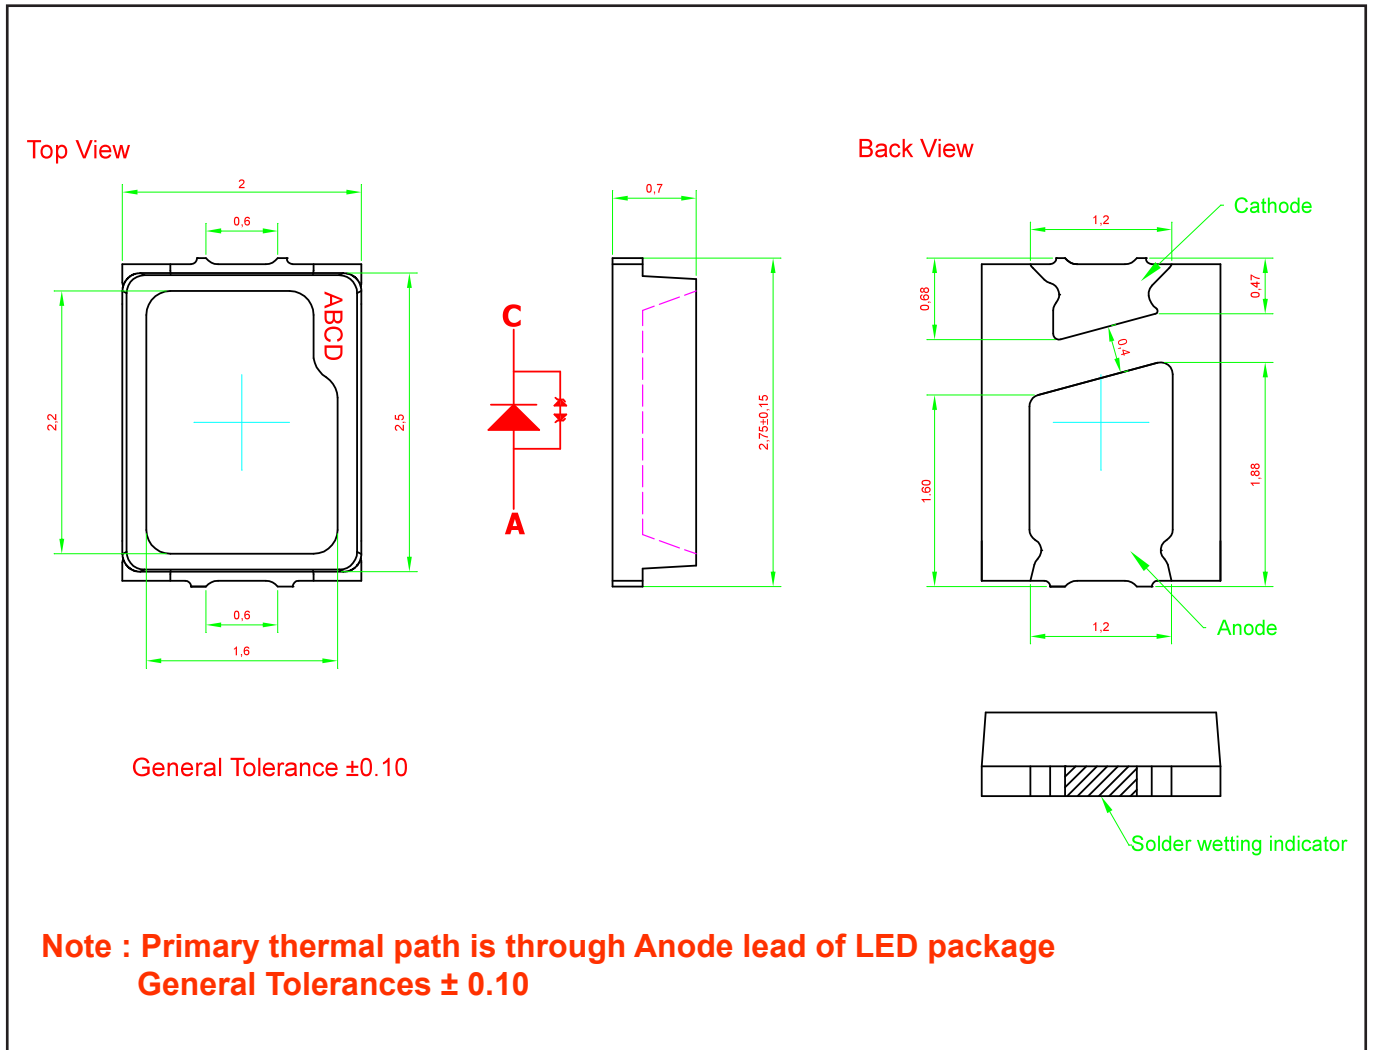 Top View
Back View
2
0,6
ABCD
2,2
2,5
0,6
1,6
C
A
0,7
2,75±0,15
1,2
Cathode
0,68
0,47
0,4
1,60
1,88
1,2
Anode
General Tolerance ±0.10
Solder wetting indicator
Note : Primary thermal path is through Anode lead of LED package
General Tolerances ± 0.10